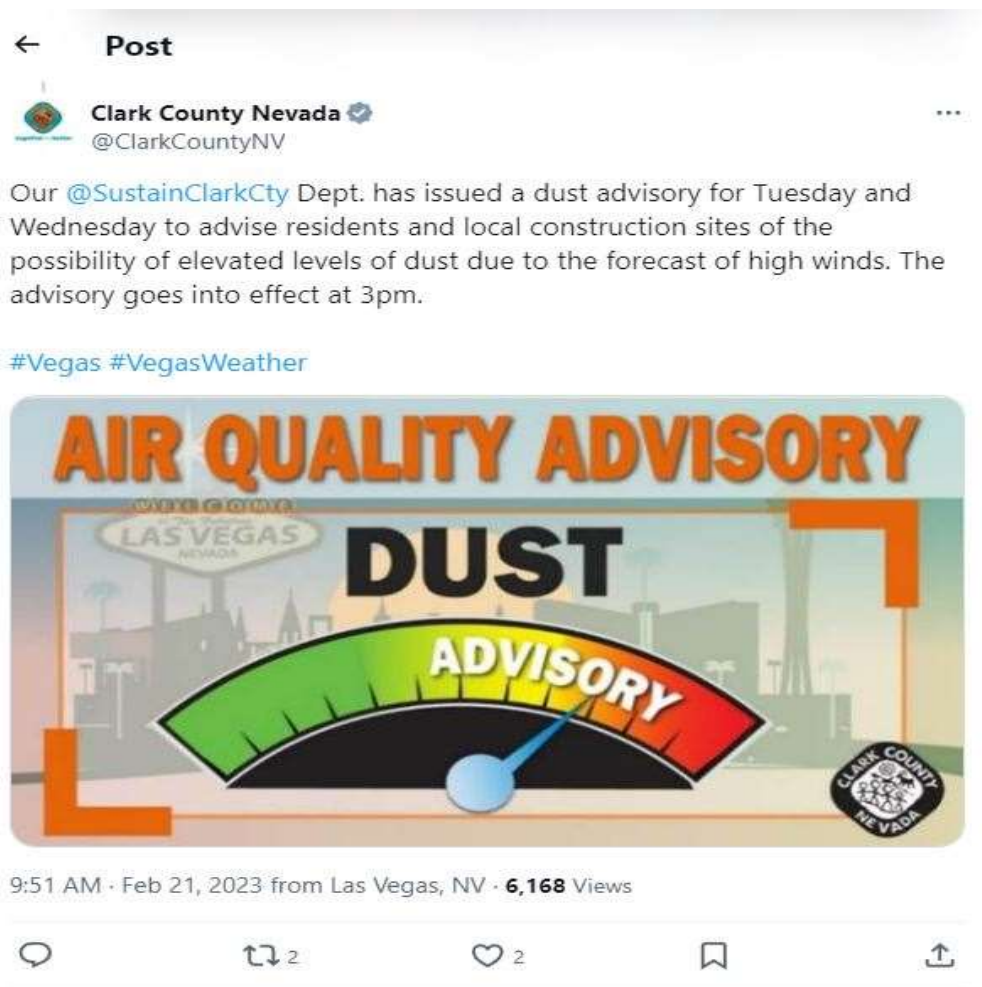 Post
Clark County Nevada
@ClarkCountyNV
Our @SustainClarkCty Dept. has issued a dust advisory for Tuesday and
Wednesday to advise residents and local construction sites of the
possibility of elevated levels of dust due to the forecast of high winds. The
advisory goes into effect at 3pm.
#Vegas #VegasWeather
AIR QUALITY ADVISORY
WELCOME
LAS VEGAS
NEVADA
DUST
ADVISORY
CLARK COUNTY
NEVADA
9:51 AM · Feb 21, 2023 from Las Vegas, NV · 6,168 Views
2 2